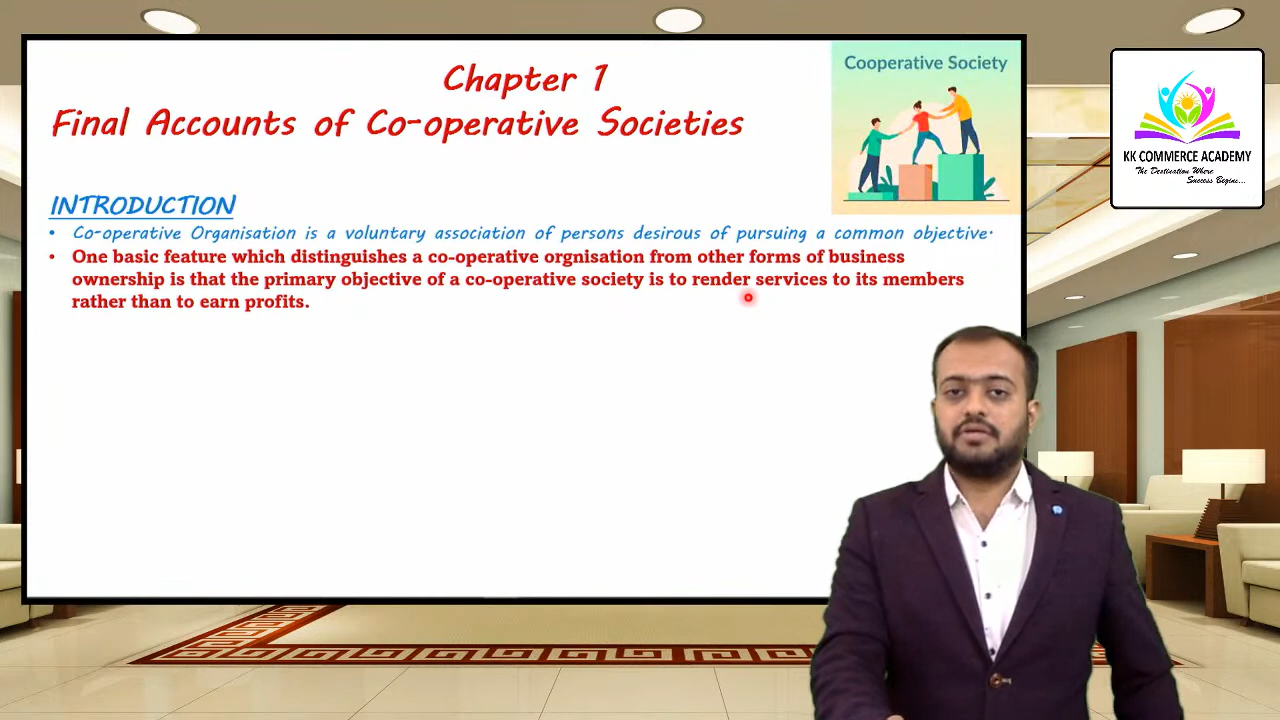 Chapter 1
Final Accounts of Co-operative Societies
Cooperative Society
INTRODUCTION
• Co-operative Organisation is a voluntary association of persons desirous of pursuing a common objective.
• One basic feature which distinguishes a co-operative orgnisation from other forms of business
ownership is that the primary objective of a co-operative society is to render services to its members
rather than to earn profits.
KK COMMERCE ACADEMY
The Destination Where
Success Begins...